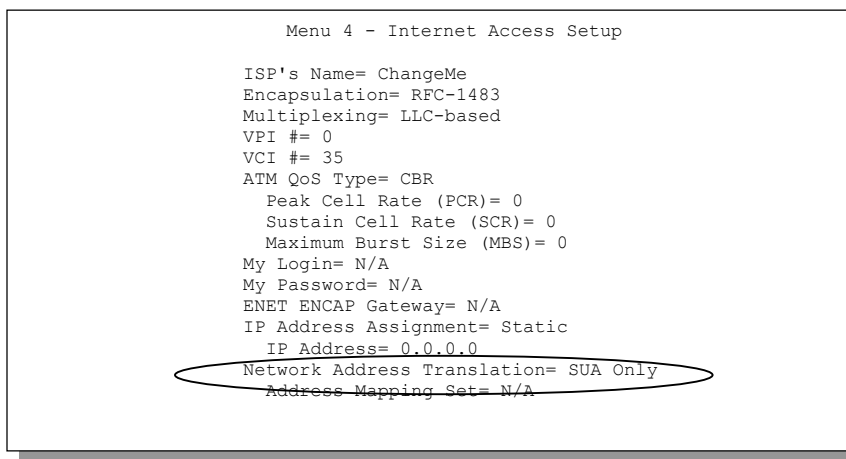 Menu 4 - Internet Access Setup
ISP's Name= ChangeMe
Encapsulation= RFC-1483
Multiplexing= LLC-based
VPI #= 0
VCI #= 35
ATM QoS Type= CBR
Peak Cell Rate (PCR)= 0
Sustain Cell Rate (SCR)= 0
Maximum Burst Size (MBS)= 0
My Login= N/A
My Password= N/A
ENET ENCAP Gateway= N/A
IP Address Assignment= Static
IP Address= 0.0.0.0
Network Address Translation= SUA Only
Address Mapping Set= N/A